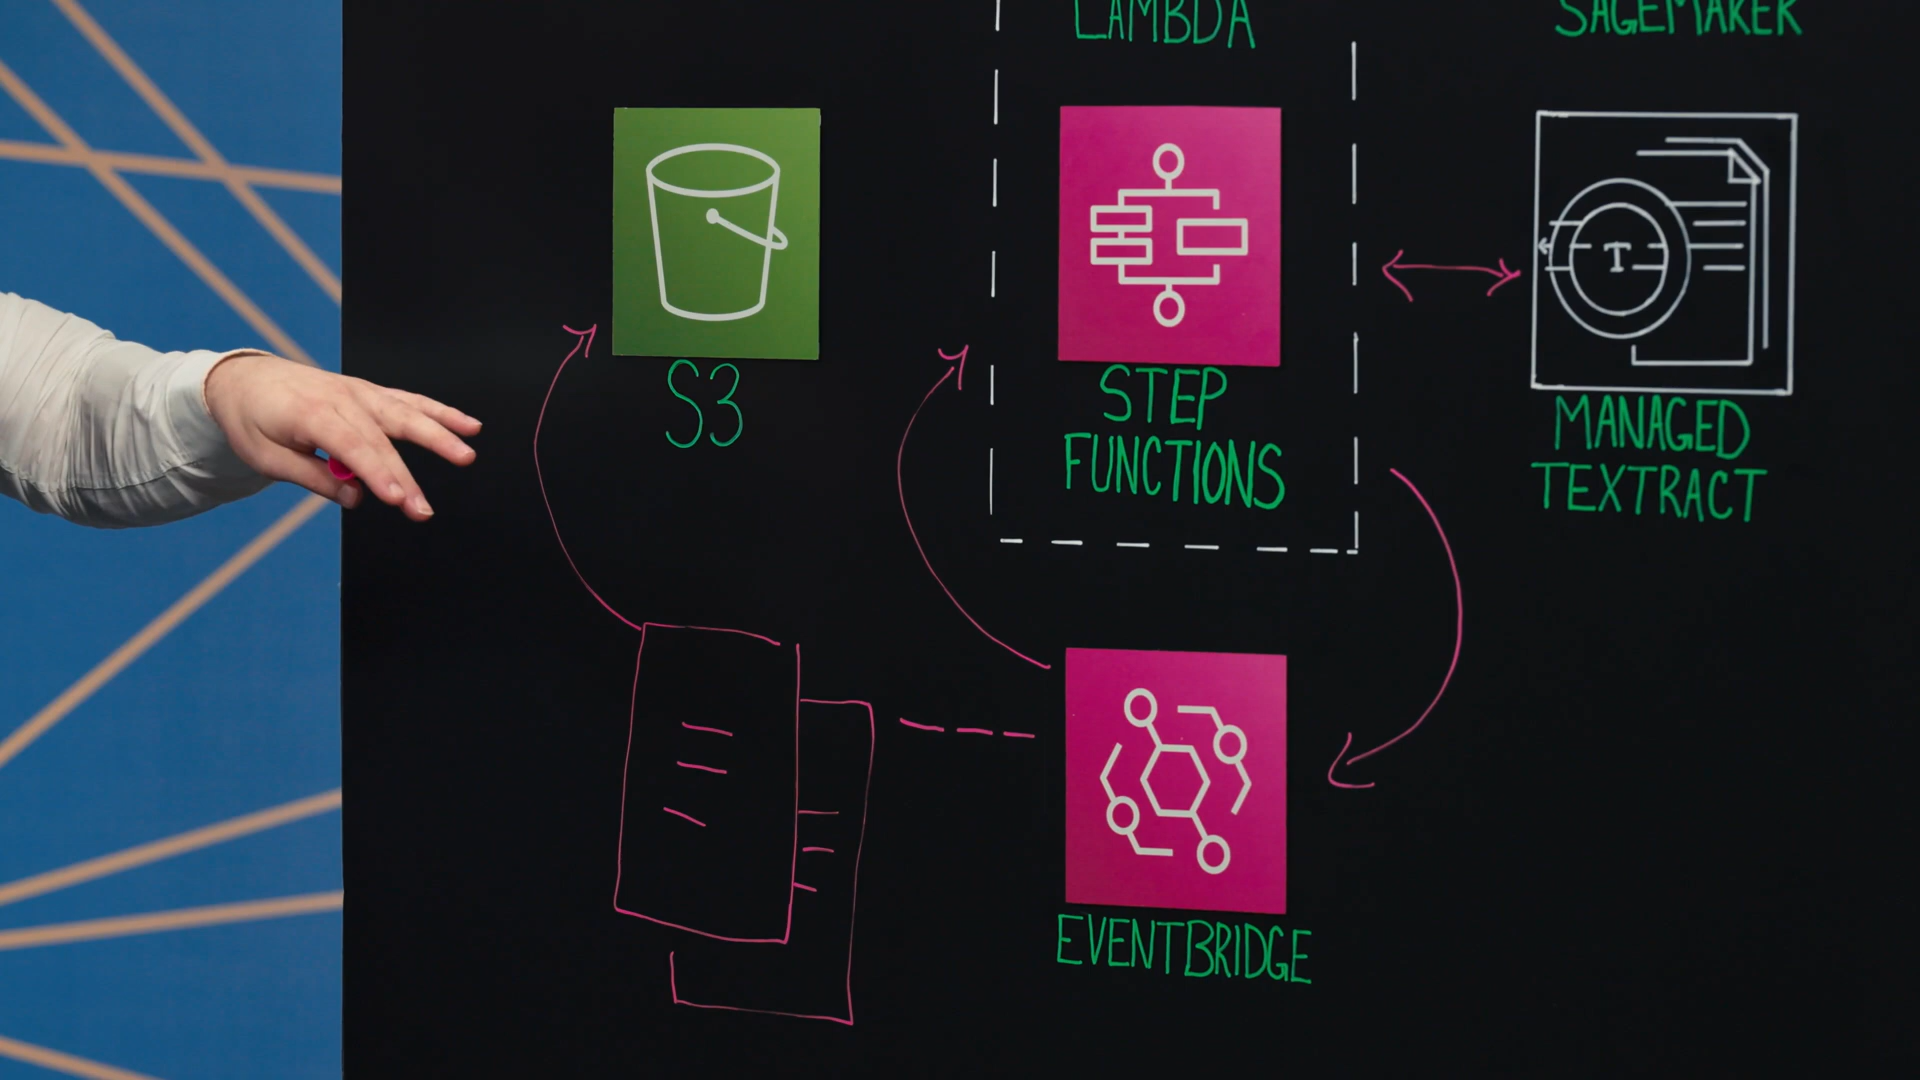 LAMBDA
SAGEMAKER
T
S3
STEP
FUNCTIONS
MANAGED
TEXTRACT
EVENTBRIDGE